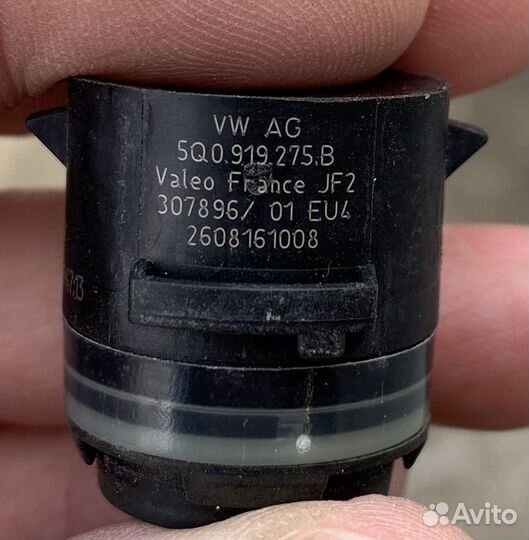 VW AG
5Q0.919.275.B
Valeo France JF2
307896/ 01 EU4
2608161008
Avito